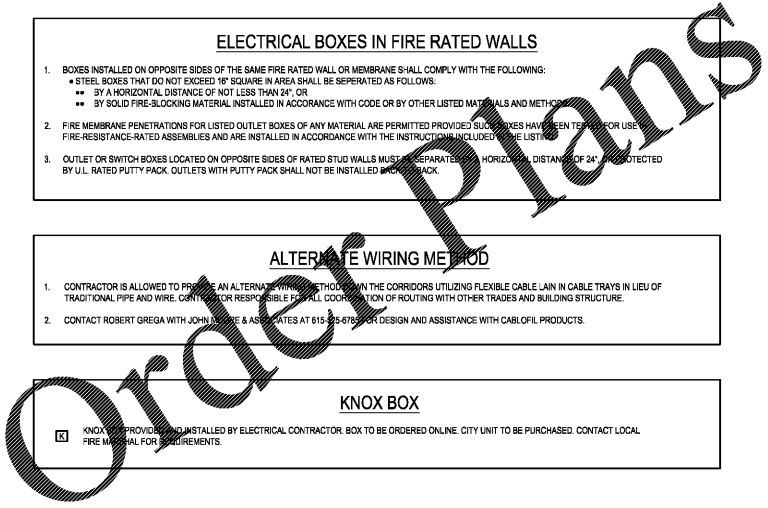 ELECTRICAL BOXES IN FIRE RATED WALLS
1. BOXES INSTALLED ON OPPOSITE SIDES OF THE SAME FIRE RATED WALL OR MEMBRANE SHALL COMPLY WITH THE FOLLOWING:
• STEEL BOXES THAT DO NOT EXCEED 16" SQUARE IN AREA SHALL BE SEPERATED AS FOLLOWS:
•• BY A HORIZONTAL DISTANCE OF NOT LESS THAN 24", OR
•• BY SOLID FIRE-BLOCKING MATERIAL INSTALLED IN ACCORANCE WITH CODE OR BY OTHER LISTED MATERIALS AND METHODS.
2. FIRE MEMBRANE PENETRATIONS FOR LISTED OUTLET BOXES OF ANY MATERIAL ARE PERMITTED PROVIDED SUCH BOXES HAVE BEEN TESTED FOR USE
FIRE-RESISTANCE-RATED ASSEMBLIES AND ARE INSTALLED IN ACCORDANCE WITH THE INSTRUCTIONS INCLUDED THE LISTING.
3. OUTLET OR SWITCH BOXES LOCATED ON OPPOSITE SIDES OF RATED STUD WALLS MUST BE SEPARATED BY A HORIZONTAL DISTANCE OF 24", OR PROTECTED
BY U.L. RATED PUTTY PACK. OUTLETS WITH PUTTY PACK SHALL NOT BE INSTALLED BACK TO BACK.
ALTERNATE WIRING METHOD
1. CONTRACTOR IS ALLOWED TO PROVIDE AN ALTERNATE WIRING METHOD DOWN THE CORRIDORS UTILIZING FLEXIBLE CABLE LAIN IN CABLE TRAYS IN LIEU OF
TRADITIONAL PIPE AND WIRE. CONTRACTOR RESPONSIBLE FOR ALL COORDINATION OF ROUTING WITH OTHER TRADES AND BUILDING STRUCTURE.
2. CONTACT ROBERT GREGA WITH JOHN MOORE & ASSOCIATES AT FOR DESIGN AND ASSISTANCE WITH CABLOFIL PRODUCTS.
KNOX BOX
K KNOX BOX PROVIDED AND INSTALLED BY ELECTRICAL CONTRACTOR. BOX TO BE ORDERED ONLINE. CITY UNIT TO BE PURCHASED. CONTACT LOCAL
FIRE MARSHAL FOR REQUIREMENTS.
Order Plans